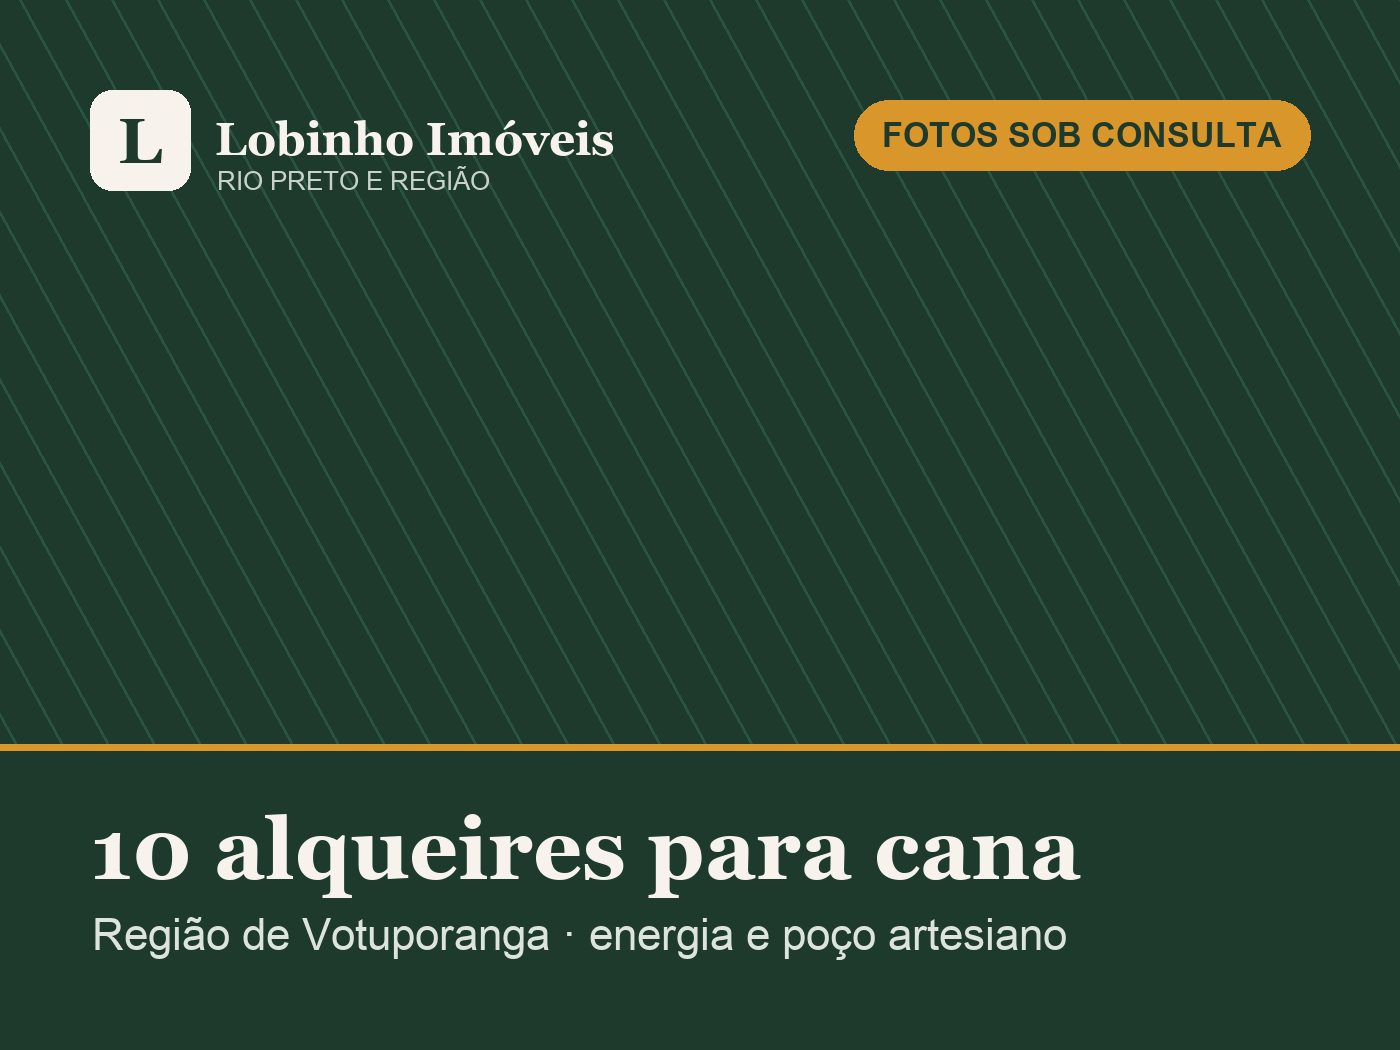 L
Lobinho Imóveis
RIO PRETO E REGIÃO
FOTOS SOB CONSULTA
10 alqueires para cana
Região de Votuporanga · energia e poço artesiano